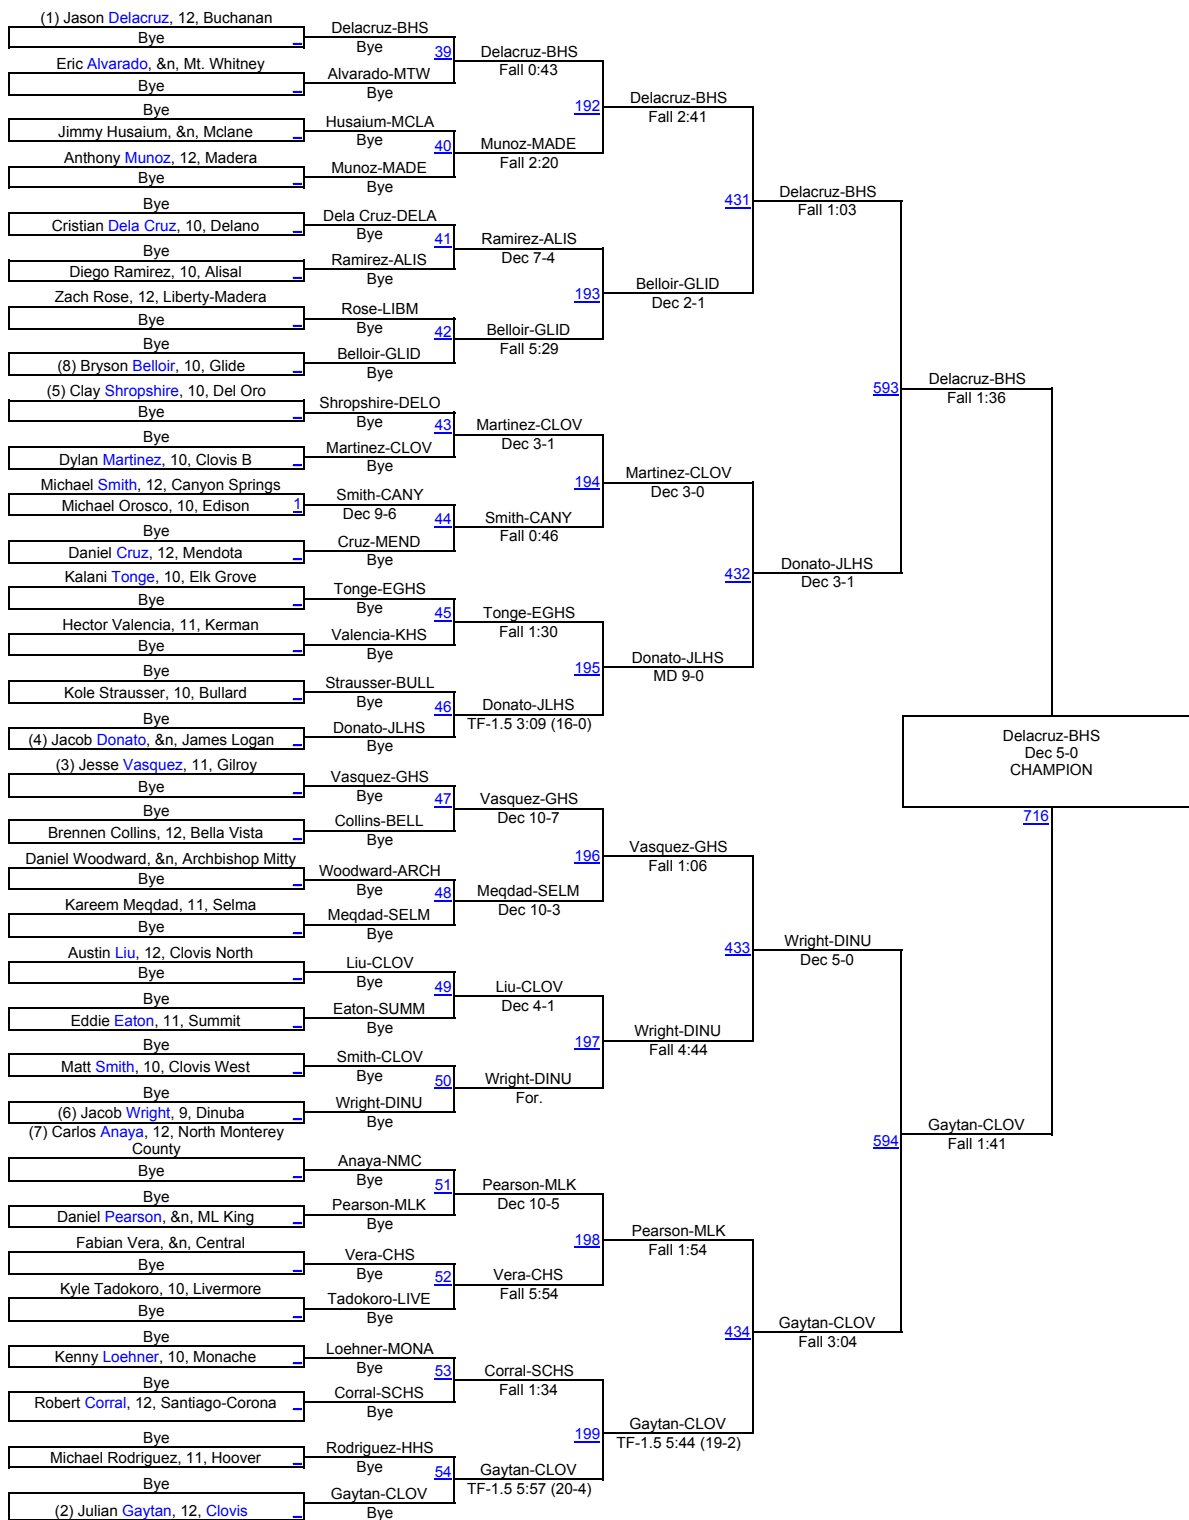 (1) Jason Delacruz, 12, Buchanan
Bye
Eric Alvarado, &n, Mt. Whitney
Bye
Bye
Jimmy Husaium, &n, Mclane
Anthony Munoz, 12, Madera
Bye
Bye
Cristian Dela Cruz, 10, Delano
Bye
Diego Ramirez, 10, Alisal
Zach Rose, 12, Liberty-Madera
Bye
Bye
(8) Bryson Belloir, 10, Glide
(5) Clay Shropshire, 10, Del Oro
Bye
Bye
Dylan Martinez, 10, Clovis B
Michael Smith, 12, Canyon Springs
Michael Orosco, 10, Edison 1
Bye
Daniel Cruz, 12, Mendota
Kalani Tonge, 10, Elk Grove
Bye
Hector Valencia, 11, Kerman
Bye
Bye
Kole Strausser, 10, Bullard
Bye
(4) Jacob Donato, &n, James Logan
(3) Jesse Vasquez, 11, Gilroy
Bye
Bye
Brennen Collins, 12, Bella Vista
Daniel Woodward, &n, Archbishop Mitty
Bye
Kareem Meqdad, 11, Selma
Bye
Austin Liu, 12, Clovis North
Bye
Bye
Eddie Eaton, 11, Summit
Bye
Matt Smith, 10, Clovis West
Bye
(6) Jacob Wright, 9, Dinuba
(7) Carlos Anaya, 12, North Monterey
County
Bye
Bye
Daniel Pearson, &n, ML King
Fabian Vera, &n, Central
Bye
Kyle Tadokoro, 10, Livermore
Bye
Bye
Kenny Loehner, 10, Monache
Bye
Robert Corral, 12, Santiago-Corona
Bye
Michael Rodriguez, 11, Hoover
Bye
(2) Julian Gaytan, 12, Clovis
Delacruz-BHS
Bye
39
Alvarado-MTW
Bye
Husaium-MCLA
Bye
40
Munoz-MADE
Bye
Dela Cruz-DELA
Bye
41
Ramirez-ALIS
Bye
Rose-LIBM
Bye
42
Belloir-GLID
Bye
Shropshire-DELO
Bye
43
Martinez-CLOV
Bye
Smith-CANY
Dec 9-6
44
Cruz-MEND
Bye
Tonge-EGHS
Bye
45
Valencia-KHS
Bye
Strausser-BULL
Bye
46
Donato-JLHS
Bye
Vasquez-GHS
Bye
47
Collins-BELL
Bye
Woodward-ARCH
Bye
48
Meqdad-SELM
Bye
Liu-CLOV
Bye
49
Eaton-SUMM
Bye
Smith-CLOV
Bye
50
Wright-DINU
Bye
Anaya-NMC
Bye
51
Pearson-MLK
Bye
Vera-CHS
Bye
52
Tadokoro-LIVE
Bye
Loehner-MONA
Bye
53
Corral-SCHS
Bye
Rodriguez-HHS
Bye
54
Gaytan-CLOV
Bye
Delacruz-BHS
Fall 0:43
192
Munoz-MADE
Fall 2:20
Ramirez-ALIS
Dec 7-4
193
Belloir-GLID
Fall 5:29
Martinez-CLOV
Dec 3-1
194
Smith-CANY
Fall 0:46
Tonge-EGHS
Fall 1:30
195
Donato-JLHS
TF-1.5 3:09 (16-0)
Vasquez-GHS
Dec 10-7
196
Meqdad-SELM
Dec 10-3
Liu-CLOV
Dec 4-1
197
Wright-DINU
For.
Pearson-MLK
Dec 10-5
198
Vera-CHS
Fall 5:54
Corral-SCHS
Fall 1:34
199
Gaytan-CLOV
TF-1.5 5:57 (20-4)
Delacruz-BHS
Fall 2:41
431
Belloir-GLID
Dec 2-1
Martinez-CLOV
Dec 3-0
432
Donato-JLHS
MD 9-0
Vasquez-GHS
Fall 1:06
433
Wright-DINU
Fall 4:44
Pearson-MLK
Fall 1:54
434
Gaytan-CLOV
TF-1.5 5:44 (19-2)
Delacruz-BHS
Fall 1:03
593
Donato-JLHS
Dec 3-1
Wright-DINU
Dec 5-0
594
Gaytan-CLOV
Fall 3:04
Delacruz-BHS
Fall 1:36
Delacruz-BHS
Dec 5-0
CHAMPION
716
Gaytan-CLOV
Fall 1:41